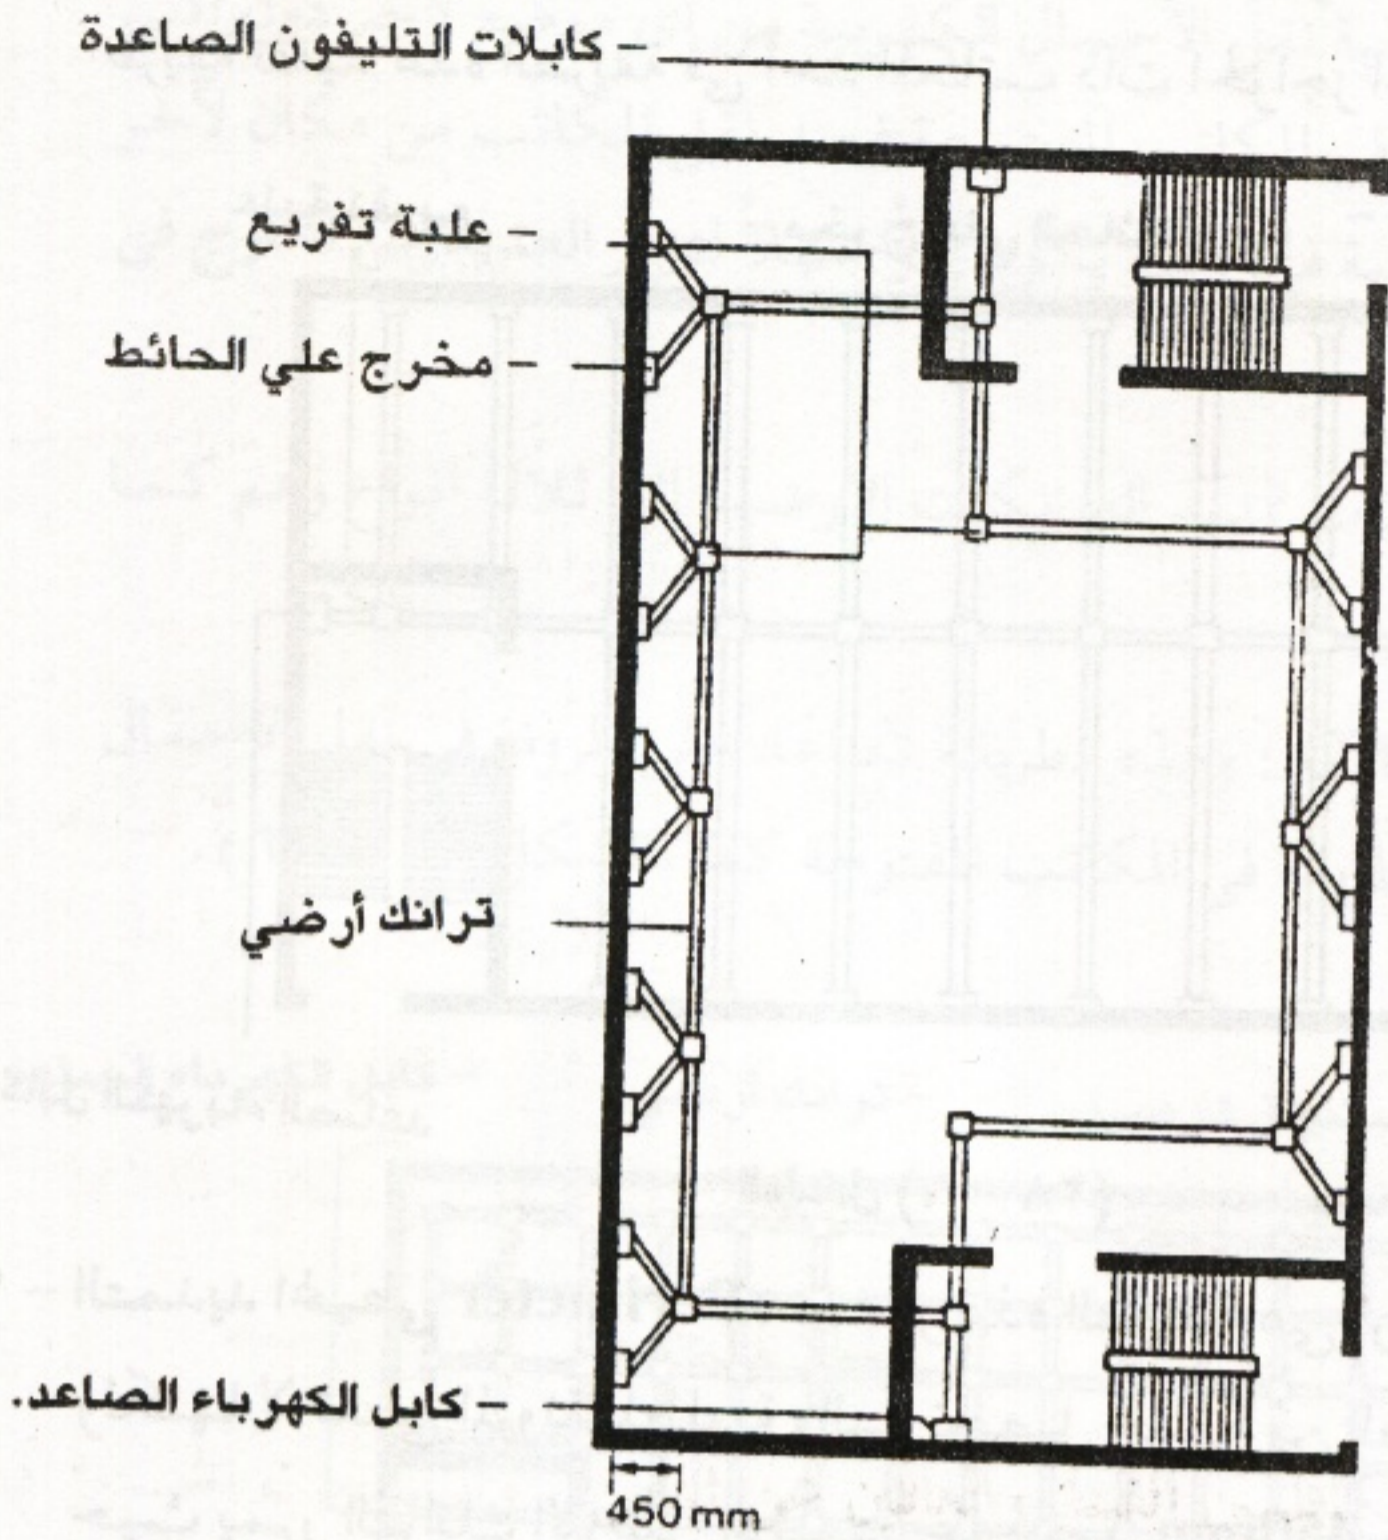 – كابلات التليفون الصاعدة
– علبة تفريع
– مخرج علي الحائط
ترانك أرضي
– كابل الكهرباء الصاعد.
450 mm